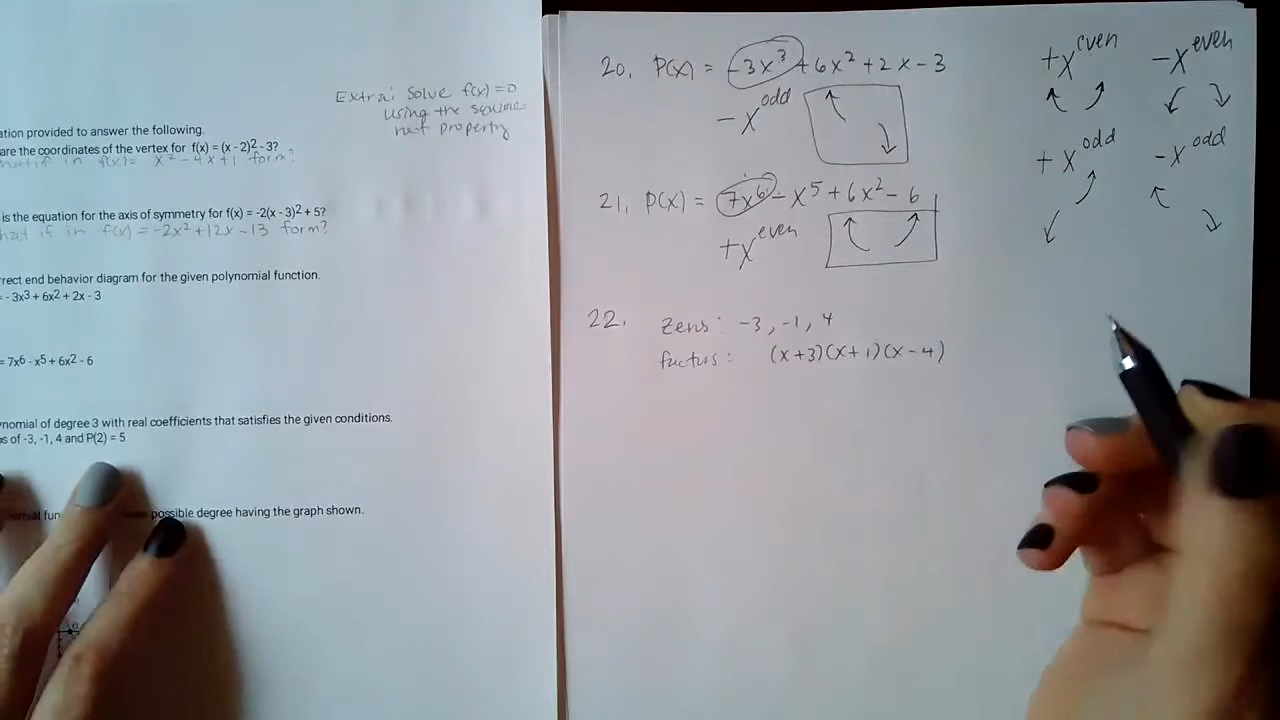 Extra: Solve f(x)=0
using the square
root property
ation provided to answer the following.
are the coordinates of the vertex for f(x) = (x - 2)2 - 3?
hat if in f(x) = x² - 4x + 1 form?
is the equation for the axis of symmetry for f(x) = -2(x - 3)2 + 5?
hat if in f(x) = -2x² + 12x - 13 form?
rrect end behavior diagram for the given polynomial function.
= - 3x3 + 6x2 + 2x - 3
= 7x6 - x5 + 6x2 - 6
nomial of degree 3 with real coefficients that satisfies the given conditions.
s of -3, -1, 4 and P(2) = 5
possible degree having the graph shown.
20. P(x) = -3x³ + 6x² + 2x - 3
-x^odd
21. P(x) = 7x⁶ - x⁵ + 6x² - 6
+x^even
22. zeros: -3, -1, 4
factors: (x+3)(x+1)(x-4)
+x^even -x^even
+x^odd -x^odd